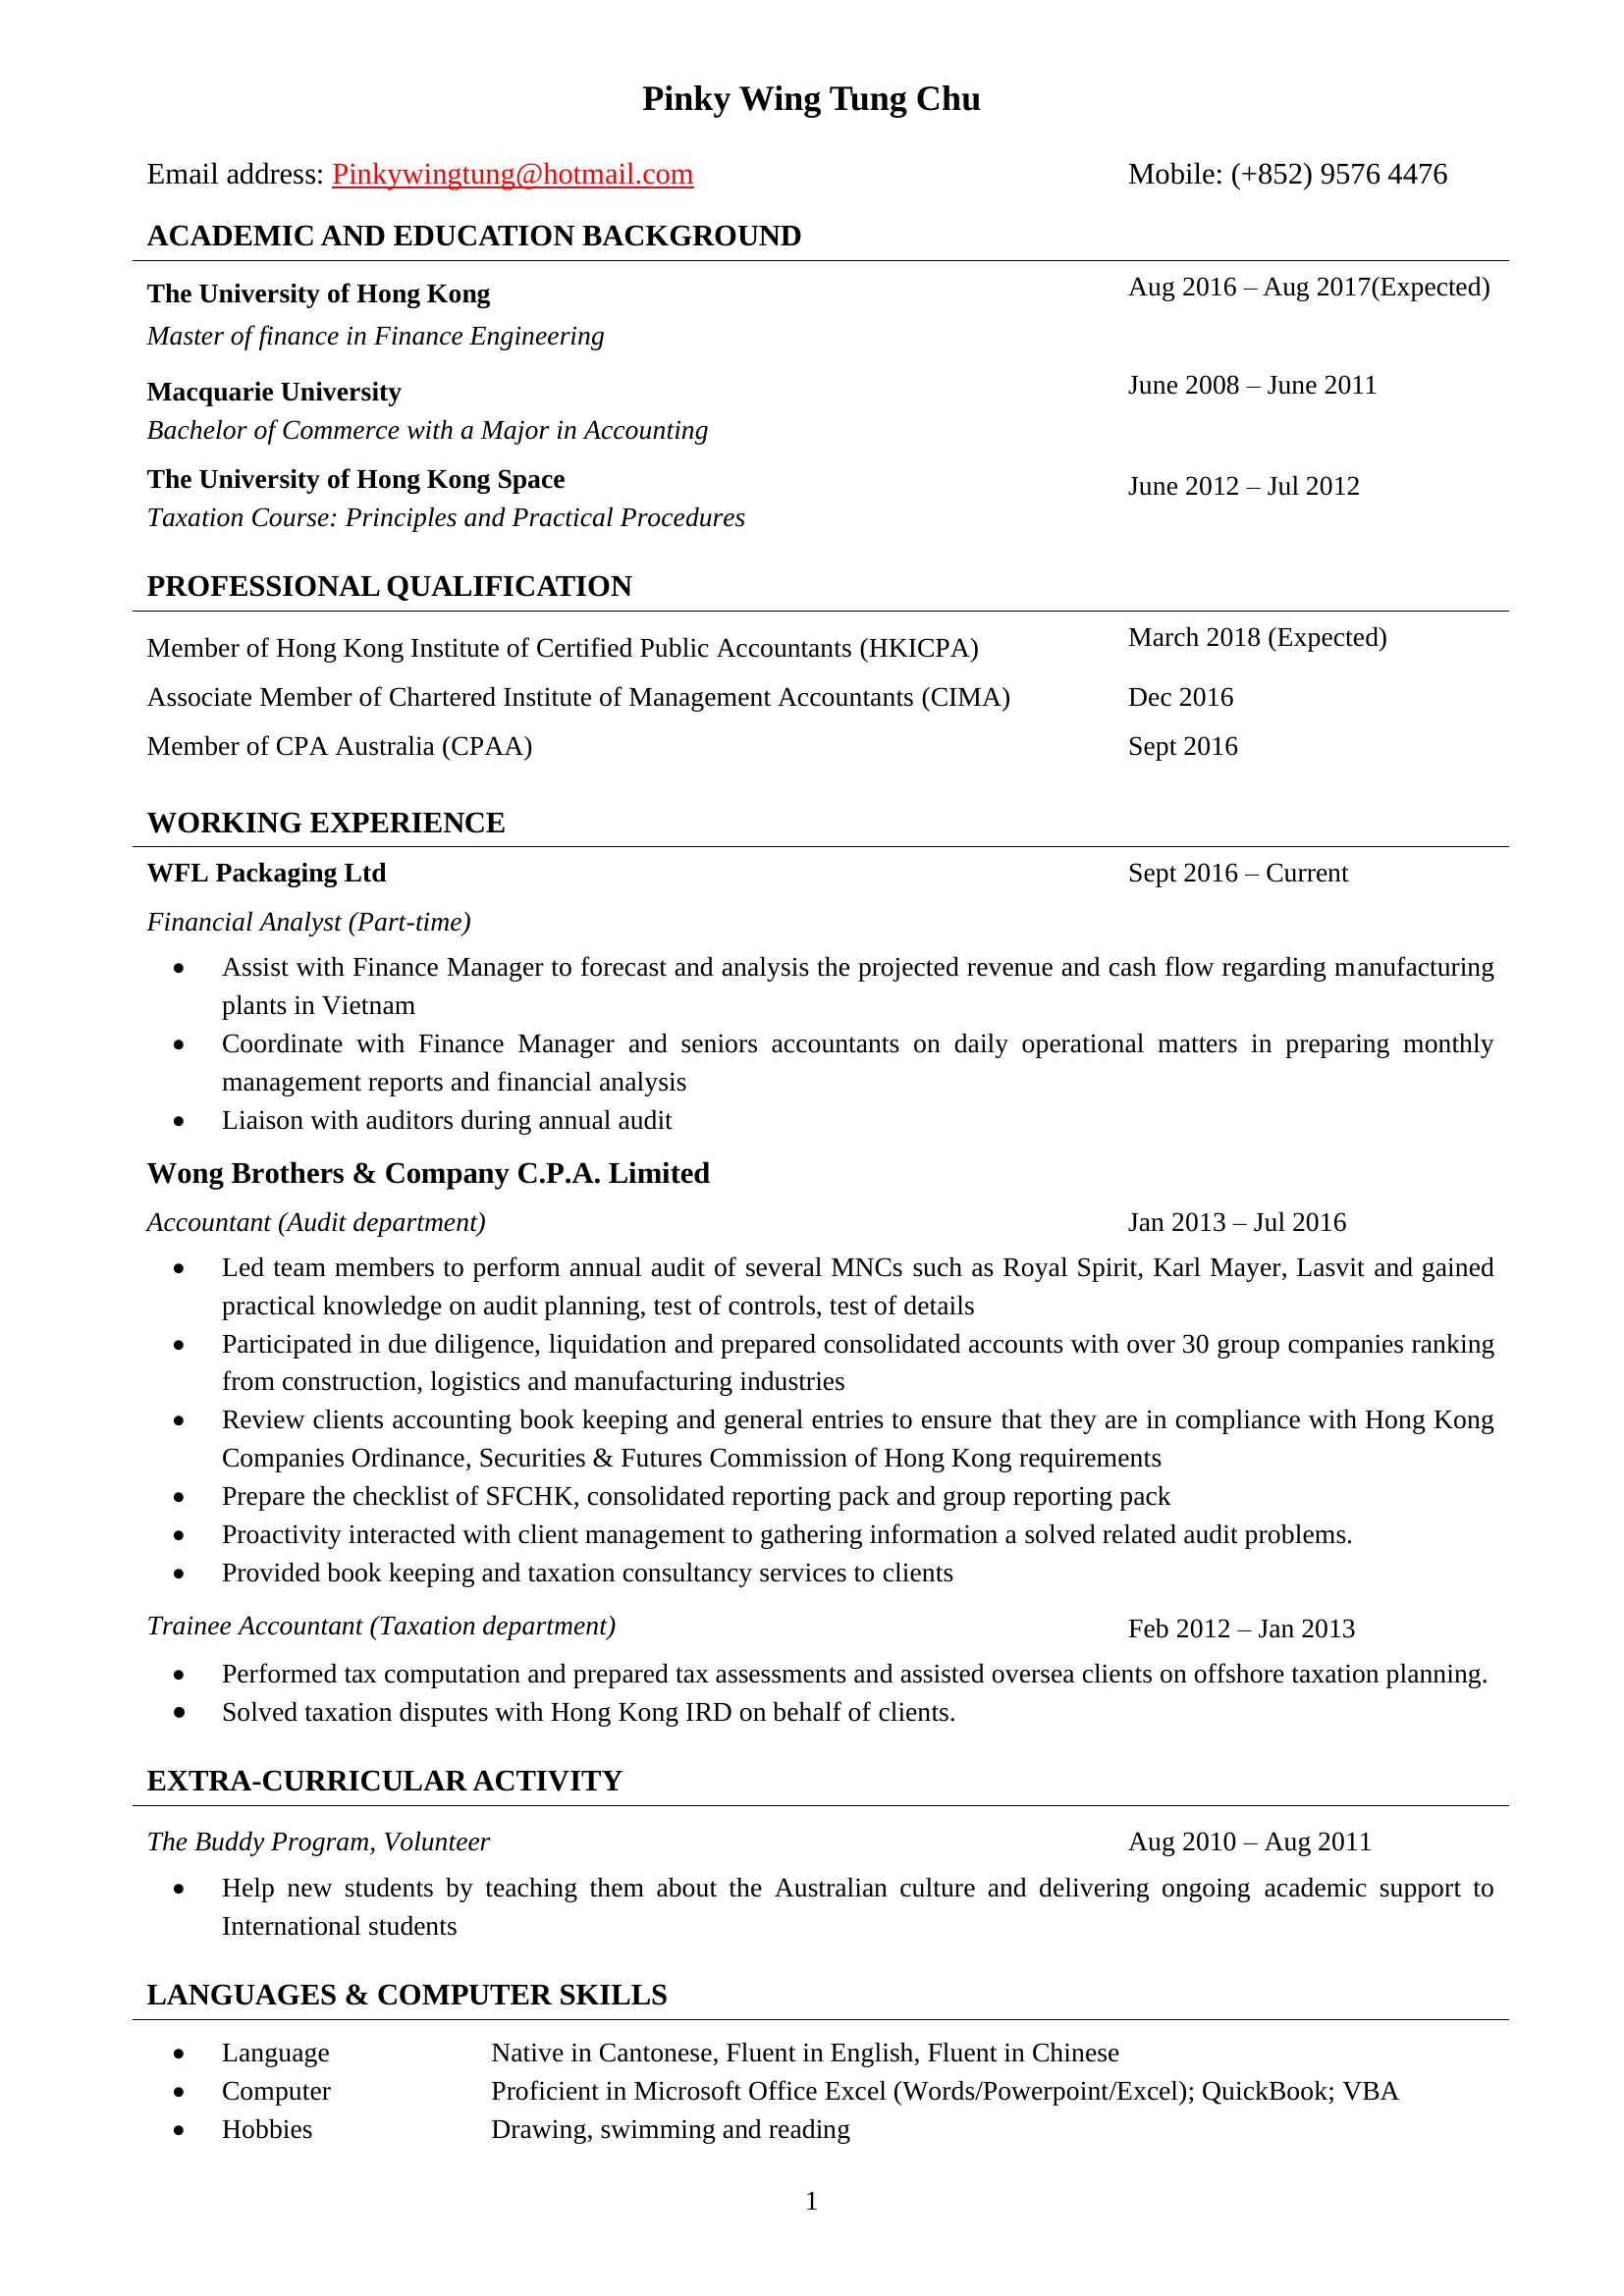 Pinky Wing Tung Chu
Email address: Pinkywingtung@hotmail.com Mobile: (+852) 9576 4476
ACADEMIC AND EDUCATION BACKGROUND
The University of Hong Kong Aug 2016 – Aug 2017(Expected)
Master of finance in Finance Engineering
Macquarie University June 2008 – June 2011
Bachelor of Commerce with a Major in Accounting
The University of Hong Kong Space June 2012 – Jul 2012
Taxation Course: Principles and Practical Procedures
PROFESSIONAL QUALIFICATION
Member of Hong Kong Institute of Certified Public Accountants (HKICPA) March 2018 (Expected)
Associate Member of Chartered Institute of Management Accountants (CIMA) Dec 2016
Member of CPA Australia (CPAA) Sept 2016
WORKING EXPERIENCE
WFL Packaging Ltd Sept 2016 – Current
Financial Analyst (Part-time)
• Assist with Finance Manager to forecast and analysis the projected revenue and cash flow regarding manufacturing
plants in Vietnam
• Coordinate with Finance Manager and seniors accountants on daily operational matters in preparing monthly
management reports and financial analysis
• Liaison with auditors during annual audit
Wong Brothers & Company C.P.A. Limited
Accountant (Audit department) Jan 2013 – Jul 2016
• Led team members to perform annual audit of several MNCs such as Royal Spirit, Karl Mayer, Lasvit and gained
practical knowledge on audit planning, test of controls, test of details
• Participated in due diligence, liquidation and prepared consolidated accounts with over 30 group companies ranking
from construction, logistics and manufacturing industries
• Review clients accounting book keeping and general entries to ensure that they are in compliance with Hong Kong
Companies Ordinance, Securities & Futures Commission of Hong Kong requirements
• Prepare the checklist of SFCHK, consolidated reporting pack and group reporting pack
• Proactivity interacted with client management to gathering information a solved related audit problems.
• Provided book keeping and taxation consultancy services to clients
Trainee Accountant (Taxation department) Feb 2012 – Jan 2013
• Performed tax computation and prepared tax assessments and assisted oversea clients on offshore taxation planning.
• Solved taxation disputes with Hong Kong IRD on behalf of clients.
EXTRA-CURRICULAR ACTIVITY
The Buddy Program, Volunteer Aug 2010 – Aug 2011
• Help new students by teaching them about the Australian culture and delivering ongoing academic support to
International students
LANGUAGES & COMPUTER SKILLS
• Language Native in Cantonese, Fluent in English, Fluent in Chinese
• Computer Proficient in Microsoft Office Excel (Words/Powerpoint/Excel); QuickBook; VBA
• Hobbies Drawing, swimming and reading
1